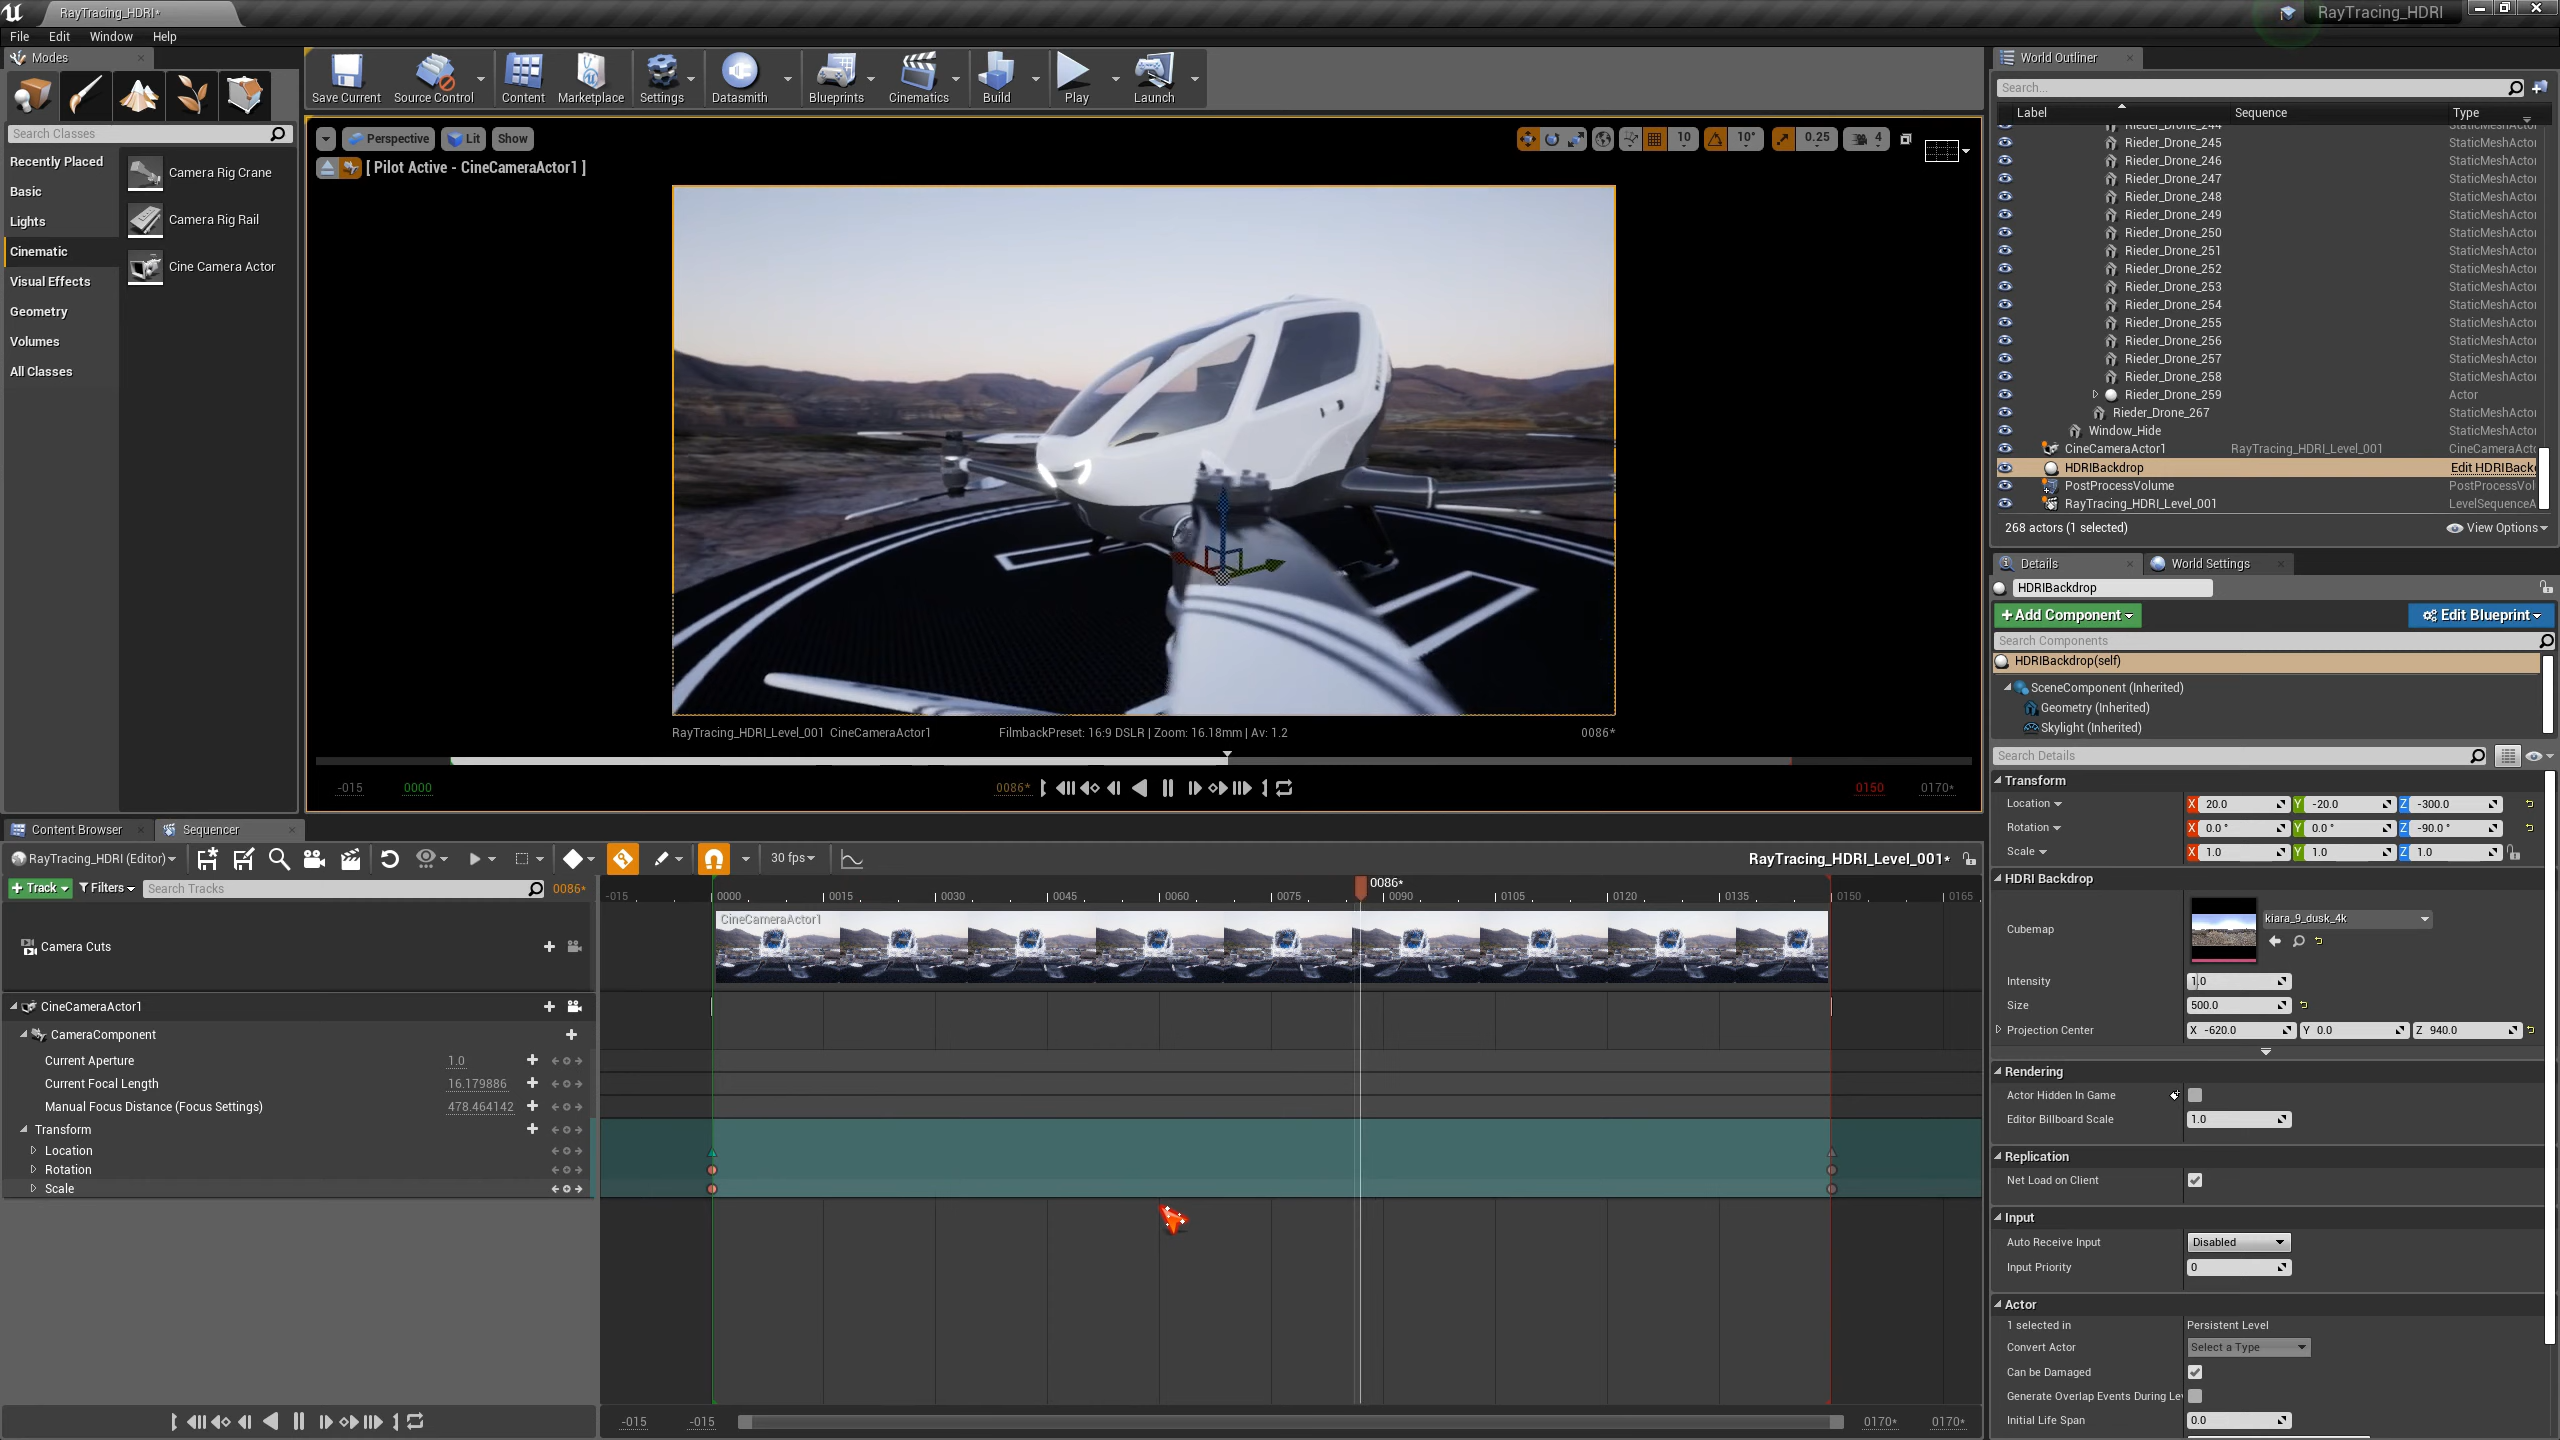 RayTracing_HDRI*
RayTracing_HDRI
File Edit Window Help
Modes
Search Classes
Recently Placed
Basic
Lights
Cinematic
Visual Effects
Geometry
Volumes
All Classes
Camera Rig Crane
Camera Rig Rail
Cine Camera Actor
Save Current Source Control Content Marketplace Settings Datasmith Blueprints Cinematics Build Play Launch
Perspective Lit Show
10 10° 0.25 4
[ Pilot Active - CineCameraActor1 ]
RayTracing_HDRI_Level_001 CineCameraActor1 FilmbackPreset: 16:9 DSLR | Zoom: 16.18mm | Av: 1.2 0086*
-015 0000 0086* 0150 0170*
World Outliner
Search...
Label Sequence Type
Rieder_Drone_244 StaticMeshActor
Rieder_Drone_245 StaticMeshActor
Rieder_Drone_246 StaticMeshActor
Rieder_Drone_247 StaticMeshActor
Rieder_Drone_248 StaticMeshActor
Rieder_Drone_249 StaticMeshActor
Rieder_Drone_250 StaticMeshActor
Rieder_Drone_251 StaticMeshActor
Rieder_Drone_252 StaticMeshActor
Rieder_Drone_253 StaticMeshActor
Rieder_Drone_254 StaticMeshActor
Rieder_Drone_255 StaticMeshActor
Rieder_Drone_256 StaticMeshActor
Rieder_Drone_257 StaticMeshActor
Rieder_Drone_258 StaticMeshActor
Rieder_Drone_259 Actor
Rieder_Drone_267 StaticMeshActor
Window_Hide StaticMeshActor
CineCameraActor1 RayTracing_HDRI_Level_001 CineCameraActo
HDRIBackdrop Edit HDRIBack
PostProcessVolume PostProcessVol
RayTracing_HDRI_Level_001 LevelSequenceA
268 actors (1 selected) View Options
Details World Settings
HDRIBackdrop
+Add Component Edit Blueprint
Search Components
HDRIBackdrop(self)
SceneComponent (Inherited)
Geometry (Inherited)
Skylight (Inherited)
Search Details
Transform
Location X 20.0 Y -20.0 Z -300.0
Rotation X 0.0 ° Y 0.0 ° Z -90.0 °
Scale X 1.0 Y 1.0 Z 1.0
HDRI Backdrop
Cubemap kiara_9_dusk_4k
Intensity 1.0
Size 500.0
Projection Center X -620.0 Y 0.0 Z 940.0
Rendering
Actor Hidden In Game
Editor Billboard Scale 1.0
Replication
Net Load on Client
Input
Auto Receive Input Disabled
Input Priority 0
Actor
1 selected in Persistent Level
Convert Actor Select a Type
Can be Damaged
Generate Overlap Events During Le
Initial Life Span 0.0
Content Browser Sequencer
RayTracing_HDRI (Editor) 30 fps RayTracing_HDRI_Level_001*
+ Track Filters Search Tracks 0086*
-015 0000 0015 0030 0045 0060 0075 0086* 0090 0105 0120 0135 0150 0165
Camera Cuts CineCameraActor1
CineCameraActor1
CameraComponent
Current Aperture 1.0
Current Focal Length 16.179886
Manual Focus Distance (Focus Settings) 478.464142
Transform
Location
Rotation
Scale
-015 -015 0170* 0170*